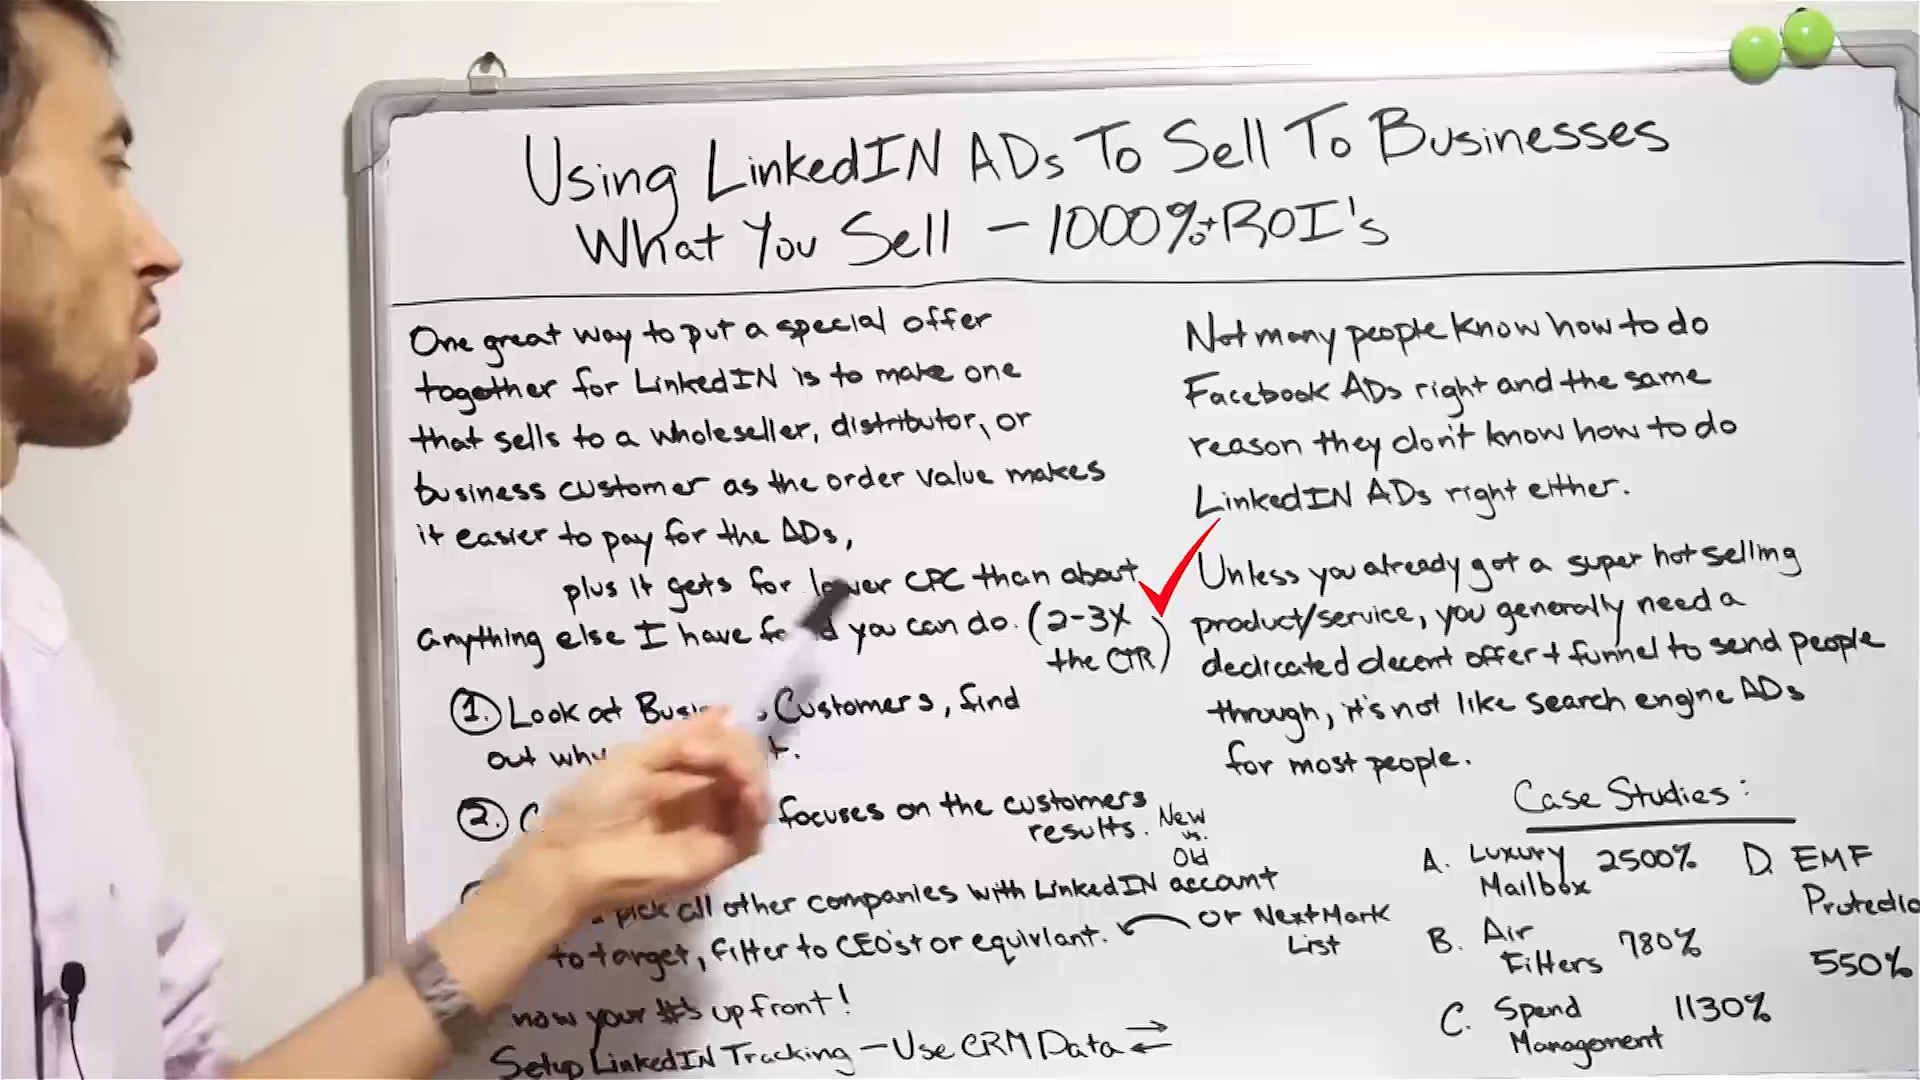 Using LinkedIN ADs To Sell To Businesses
What You Sell - 1000%+ ROI's
One great way to put a special offer
together for LinkedIN is to make one
that sells to a wholeseller, distributor, or
business customer as the order value makes
it easier to pay for the ADs,
plus it gets for lower CPC than about
anything else I have you can do. (2-3X
the CTR)
1. Look at Customers, find
out why
2. focuses on the customers
results. New
vs.
Old
pick all other companies with LinkedIN account
to target, filter to CEO's + or equivlant. or NextMark
List
now your #'s up front!
Setup LinkedIN Tracking - Use CRM Data
Not many people know how to do
Facebook ADs right and the same
reason they don't know how to do
LinkedIN ADs right either.
Unless you already got a super hot selling
product/service, you generally need a
dedicated decent offer + funnel to send people
through, it's not like search engine ADs
for most people.
Case Studies:
A. Luxury Mailbox 2500%
B. Air Filters 780%
C. Spend Management 1130%
D. EMF Protectio 550%